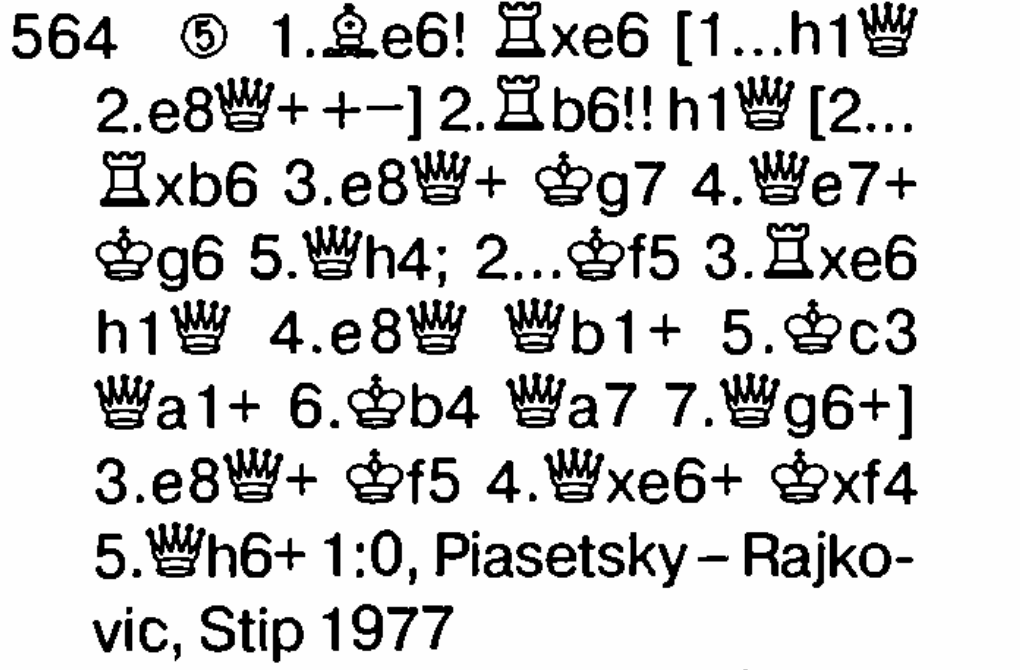 564 ⑤ 1.♗e6! ♖xe6 [1...h1♕
2.e8♕+ +−] 2.♖b6!! h1♕ [2...
♖xb6 3.e8♕+ ♔g7 4.♕e7+
♔g6 5.♕h4; 2...♔f5 3.♖xe6
h1♕ 4.e8♕ ♕b1+ 5.♔c3
♕a1+ 6.♔b4 ♕a7 7.♕g6+]
3.e8♕+ ♔f5 4.♕xe6+ ♔xf4
5.♕h6+ 1:0, Piasetsky – Rajko-
vic, Stip 1977